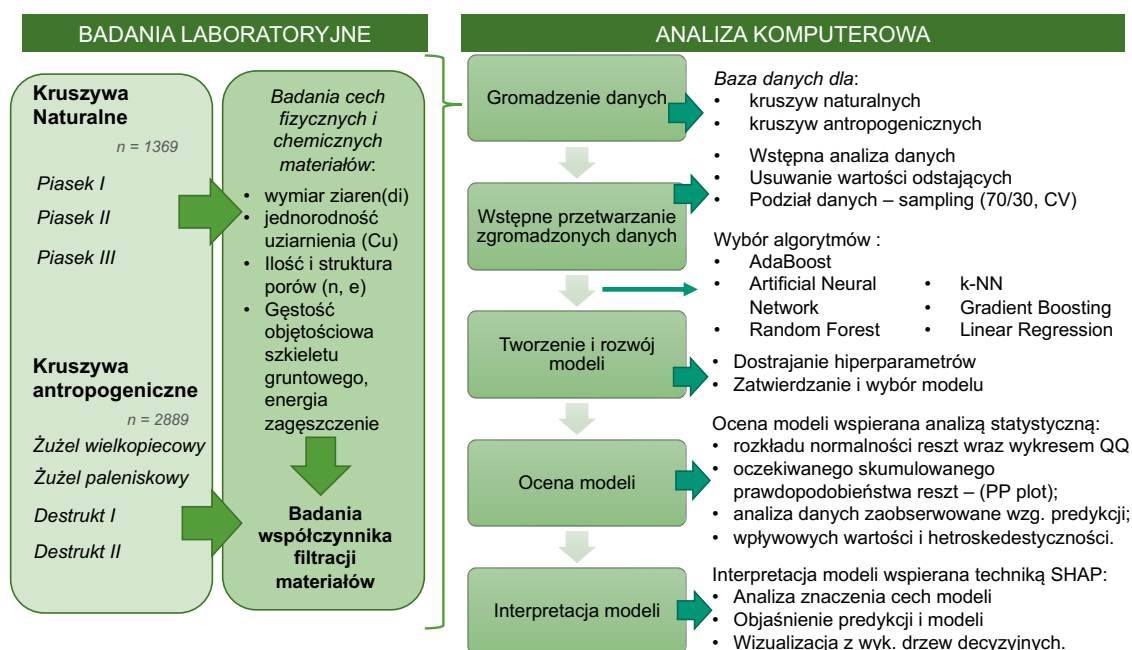 BADANIA LABORATORYJNE
Kruszywa
Naturalne
n = 1369
Piasek I
Piasek II
Piasek III
Kruszywa
antropogeniczne
n = 2889
Żużel wielkopiecowy
Żużel paleniskowy
Destrukt I
Destrukt II
Badania cech
fizycznych i
chemicznych
materiałów:
• wymiar ziaren(di)
• jednorodność
uziarnienia (Cu)
• Ilość i struktura
porów (n, e)
• Gęstość
objętościowa
szkieletu
gruntowego,
energia
zagęszczenie
Badania
współczynnika
filtracji
materiałów
ANALIZA KOMPUTEROWA
Gromadzenie danych
Baza danych dla:
• kruszyw naturalnych
• kruszyw antropogenicznych
Wstępne przetwarzanie
zgromadzonych danych
• Wstępna analiza danych
• Usuwanie wartości odstających
• Podział danych – sampling (70/30, CV)
Wybór algorytmów :
• AdaBoost
• Artificial Neural
Network
• Random Forest
• k-NN
• Gradient Boosting
• Linear Regression
Tworzenie i rozwój
modeli
• Dostrajanie hiperparametrów
• Zatwierdzanie i wybór modelu
Ocena modeli
Ocena modeli wspierana analizą statystyczną:
• rozkładu normalności reszt wraz wykresem QQ
• oczekiwanego skumulowanego
prawdopodobieństwa reszt – (PP plot);
• analiza danych zaobserwowane wzg. predykcji;
• wpływowych wartości i hetroskedestyczności.
Interpretacja modeli
Interpretacja modeli wspierana techniką SHAP:
• Analiza znaczenia cech modeli
• Objaśnienie predykcji i modeli
• Wizualizacja z wyk. drzew decyzyjnych.